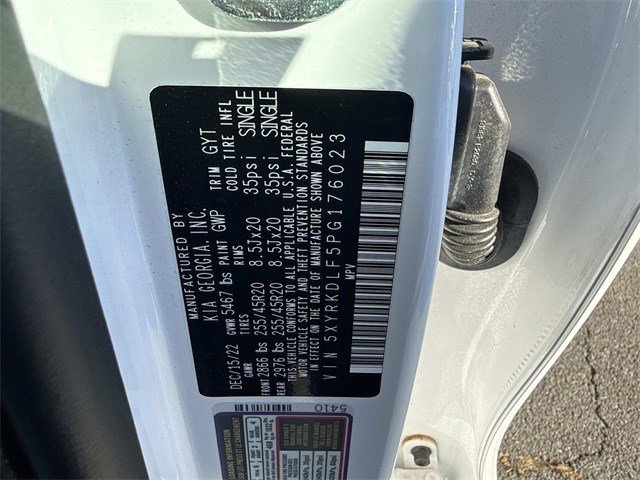 MANUFACTURED BY
KIA GEORGIA, INC.
DEC/15/22 GVWR 5467 lbs PAINT GWP TRIM GYT
GAWR TIRES RIMS COLD TIRE INFL
FRONT 2866 lbs 255/45R20 8.5Jx20 35psi SINGLE
REAR 2976 lbs 255/45R20 8.5Jx20 35psi SINGLE
THIS VEHICLE CONFORMS TO ALL APPLICABLE U.S.A. FEDERAL
MOTOR VEHICLE SAFETY AND THEFT PREVENTION STANDARDS
IN EFFECT ON THE DATE OF MANUFACTURE SHOWN ABOVE
VIN 5XYRKDLF5PG176023
MPV
5410